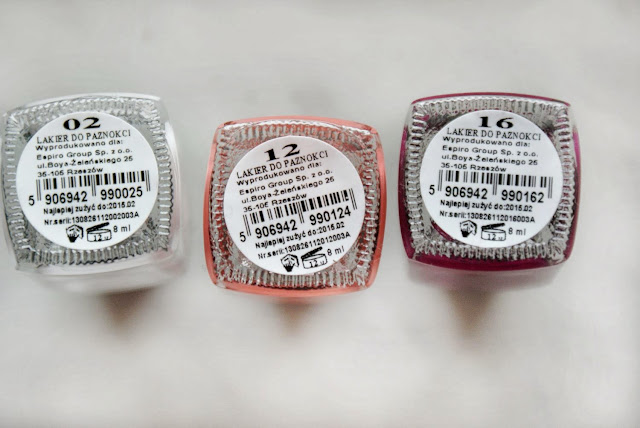 02
LAKIER DO PAZNOKCI
Wyprodukowano dla:
Espiro Group Sp. z o.o.
ul.Boya-Żeleńskiego 25
35-105 Rzeszów
5 906942 990025
Najlepiej zużyć do:2015.02
Nr.serii:130826112002003A
12M 8 ml
12
LAKIER DO PAZNOKCI
Wyprodukowano dla:
Espiro Group Sp. z o.o.
ul.Boya-Żeleńskiego 25
35-105 Rzeszów
5 906942 990124
Najlepiej zużyć do:2015.02
Nr.serii:130826112012003A
12M 8 ml
16
LAKIER DO PAZNOKCI
Wyprodukowano dla:
Espiro Group Sp. z o.o.
ul.Boya-Żeleńskiego 25
35-105 Rzeszów
5 906942 990162
Najlepiej zużyć do:2015.02
Nr.serii:130826112016003A
12M 8 ml